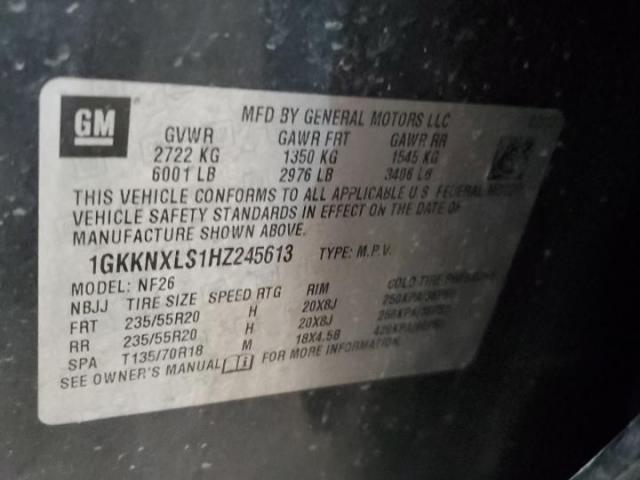 GM
MFD BY GENERAL MOTORS LLC
GVWR GAWR FRT GAWR RR
2722 KG 1350 KG 1545 KG
6001 LB 2976 LB 3406 LB
THIS VEHICLE CONFORMS TO ALL APPLICABLE U.S. FEDERAL MOTOR
VEHICLE SAFETY STANDARDS IN EFFECT ON THE DATE OF
MANUFACTURE SHOWN ABOVE.
1GKKNXLS1HZ245613 TYPE: M.P.V.
MODEL: NF26
NBJJ TIRE SIZE SPEED RTG RIM COLD TIRE PRESSURE
FRT 235/55R20 H 20X8J
RR 235/55R20 H 20X8J
SPA T135/70R18 M 18X4.5B
SEE OWNER'S MANUAL i FOR MORE INFORMATION.